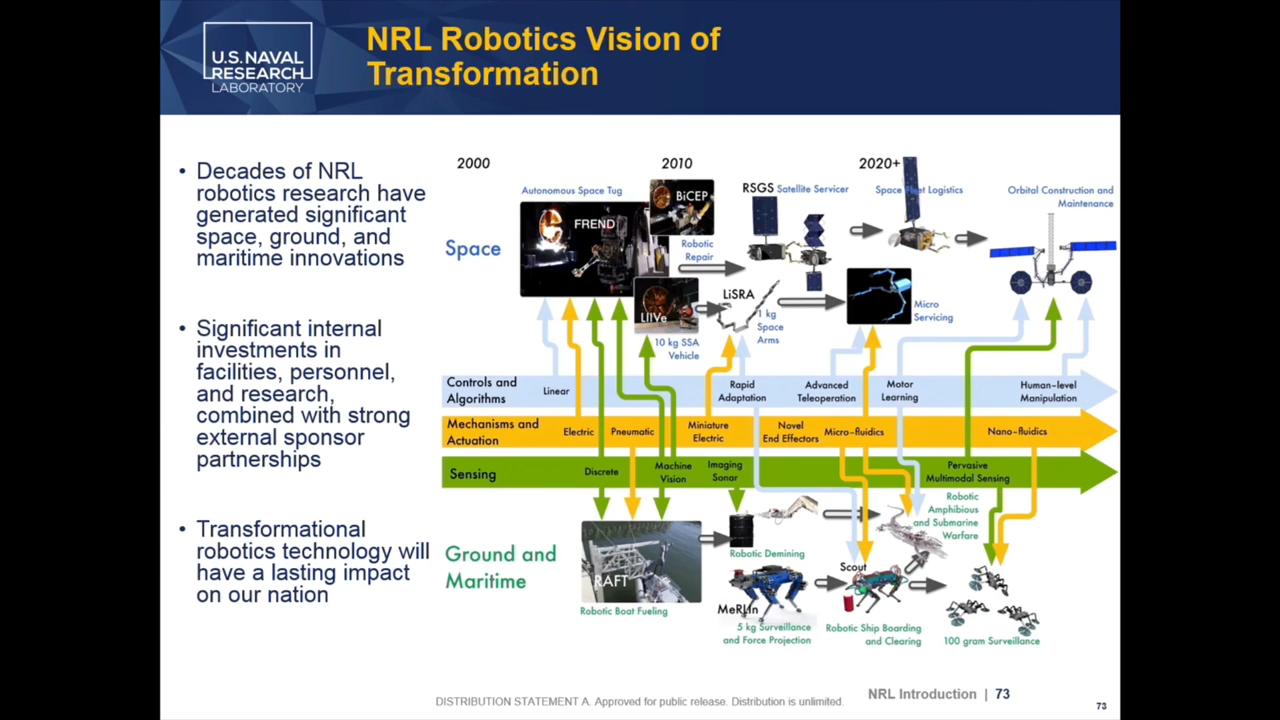 U.S. NAVAL
RESEARCH
LABORATORY
NRL Robotics Vision of
Transformation
• Decades of NRL
robotics research have
generated significant
space, ground, and
maritime innovations
• Significant internal
investments in
facilities, personnel,
and research,
combined with strong
external sponsor
partnerships
• Transformational
robotics technology will
have a lasting impact
on our nation
2000
2010
2020+
Space
Autonomous Space Tug
FREND
BiCEP
Robotic
Repair
LIIVe
10 kg SSA
Vehicle
RSGS Satellite Servicer
LiSRA
1 kg
Space
Arms
Space Fleet Logistics
Micro
Servicing
Orbital Construction and
Maintenance
Controls and
Algorithms
Linear
Rapid
Adaptation
Advanced
Teleoperation
Motor
Learning
Human-level
Manipulation
Mechanisms and
Actuation
Electric
Pneumatic
Miniature
Electric
Novel
End Effectors
Micro-fluidics
Nano-fluidics
Sensing
Discrete
Machine
Vision
Imaging
Sonar
Pervasive
Multimodal Sensing
Ground and
Maritime
RAFT
Robotic Boat Fueling
Robotic Demining
MeRLIn
5 kg Surveillance
and Force Projection
Robotic
Amphibious
and Submarine
Warfare
Scout
Robotic Ship Boarding
and Clearing
100 gram Surveillance
DISTRIBUTION STATEMENT A. Approved for public release. Distribution is unlimited.
NRL Introduction | 73
73